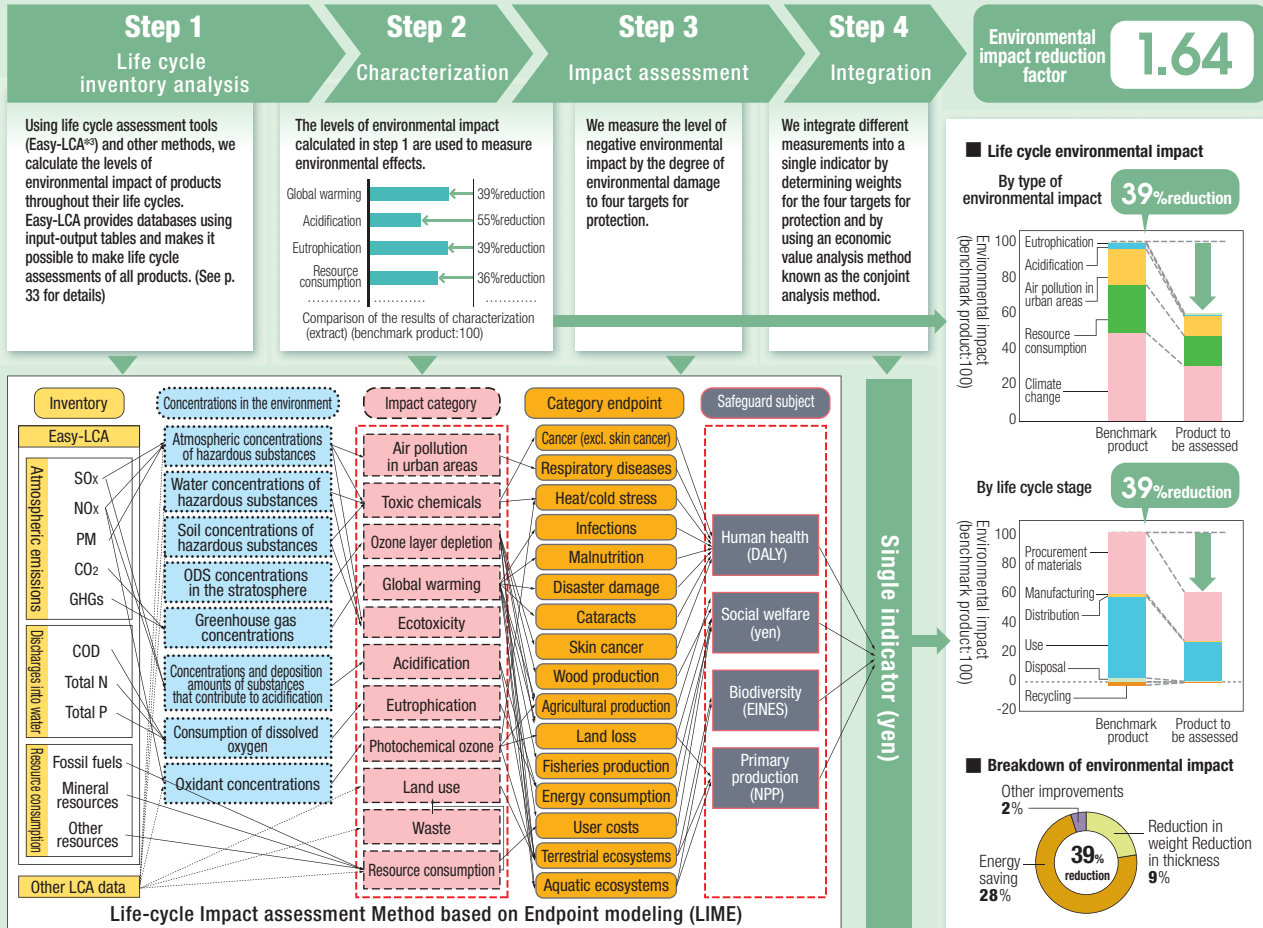 Step 1
Life cycle
inventory analysis
Step 2
Characterization
Step 3
Impact assessment
Step 4
Integration
Environmental
impact reduction
factor
1.64
Using life cycle assessment tools
(Easy-LCA*3) and other methods, we
calculate the levels of
environmental impact of products
throughout their life cycles.
Easy-LCA provides databases using
input-output tables and makes it
possible to make life cycle
assessments of all products. (See p.
33 for details)
The levels of environmental impact
calculated in step 1 are used to measure
environmental effects.
Global warming
39%reduction
Acidification
55%reduction
Eutrophication
39%reduction
Resource
consumption
36%reduction
............ ............ ............
Comparison of the results of characterization
(extract) (benchmark product:100)
We measure the level of
negative environmental
impact by the degree of
environmental damage
to four targets for
protection.
We integrate different
measurements into a
single indicator by
determining weights
for the four targets for
protection and by
using an economic
value analysis method
known as the conjoint
analysis method.
Inventory
Easy-LCA
Atmospheric emissions
SOx
NOx
PM
CO2
GHGs
Discharges into water
COD
Total N
Total P
Resource consumption
Fossil fuels
Mineral
resources
Other
resources
Other LCA data
Concentrations in the environment
Atmospheric concentrations
of hazardous substances
Water concentrations of
hazardous substances
Soil concentrations of
hazardous substances
ODS concentrations
in the stratosphere
Greenhouse gas
concentrations
Concentrations and deposition
amounts of substances
that contribute to acidification
Consumption of dissolved
oxygen
Oxidant concentrations
Impact category
Air pollution
in urban areas
Toxic chemicals
Ozone layer depletion
Global warming
Ecotoxicity
Acidification
Eutrophication
Photochemical ozone
Land use
Waste
Resource consumption
Category endpoint
Cancer (excl. skin cancer)
Respiratory diseases
Heat/cold stress
Infections
Malnutrition
Disaster damage
Cataracts
Skin cancer
Wood production
Agricultural production
Land loss
Fisheries production
Energy consumption
User costs
Terrestrial ecosystems
Aquatic ecosystems
Safeguard subject
Human health
(DALY)
Social welfare
(yen)
Biodiversity
(EINES)
Primary
production
(NPP)
Single indicator (yen)
Life-cycle Impact assessment Method based on Endpoint modeling (LIME)
■ Life cycle environmental impact
By type of
environmental impact
39%reduction
Environmental impact
(benchmark product:100)
100
80
60
40
20
0
Eutrophication
Acidification
Air pollution in
urban areas
Resource
consumption
Climate
change
Benchmark
product
Product to
be assessed
By life cycle stage
39%reduction
Environmental impact
(benchmark product:100)
100
80
60
40
20
0
-20
Procurement
of materials
Manufacturing
Distribution
Use
Disposal
Recycling
Benchmark
product
Product to
be assessed
■ Breakdown of environmental impact
Other improvements
2%
Energy
saving
28%
39%
reduction
Reduction in
weight Reduction
in thickness
9%